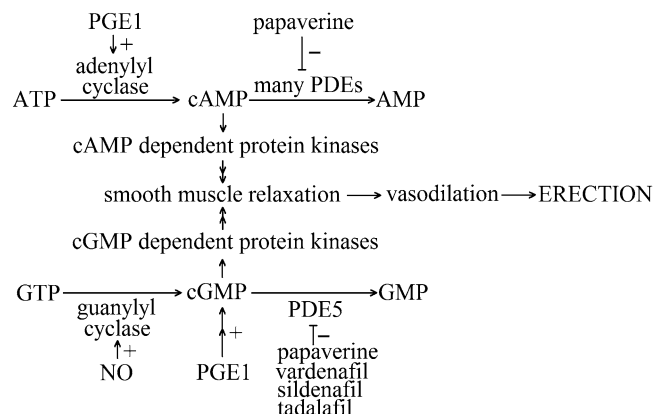 PGE1 papaverine
+ −
adenylyl
cyclase many PDEs
ATP cAMP AMP
cAMP dependent protein kinases
smooth muscle relaxation vasodilation ERECTION
cGMP dependent protein kinases
GTP cGMP GMP
guanylyl PDE5
cyclase
+ + −
NO PGE1 papaverine
vardenafil
sildenafil
tadalafil